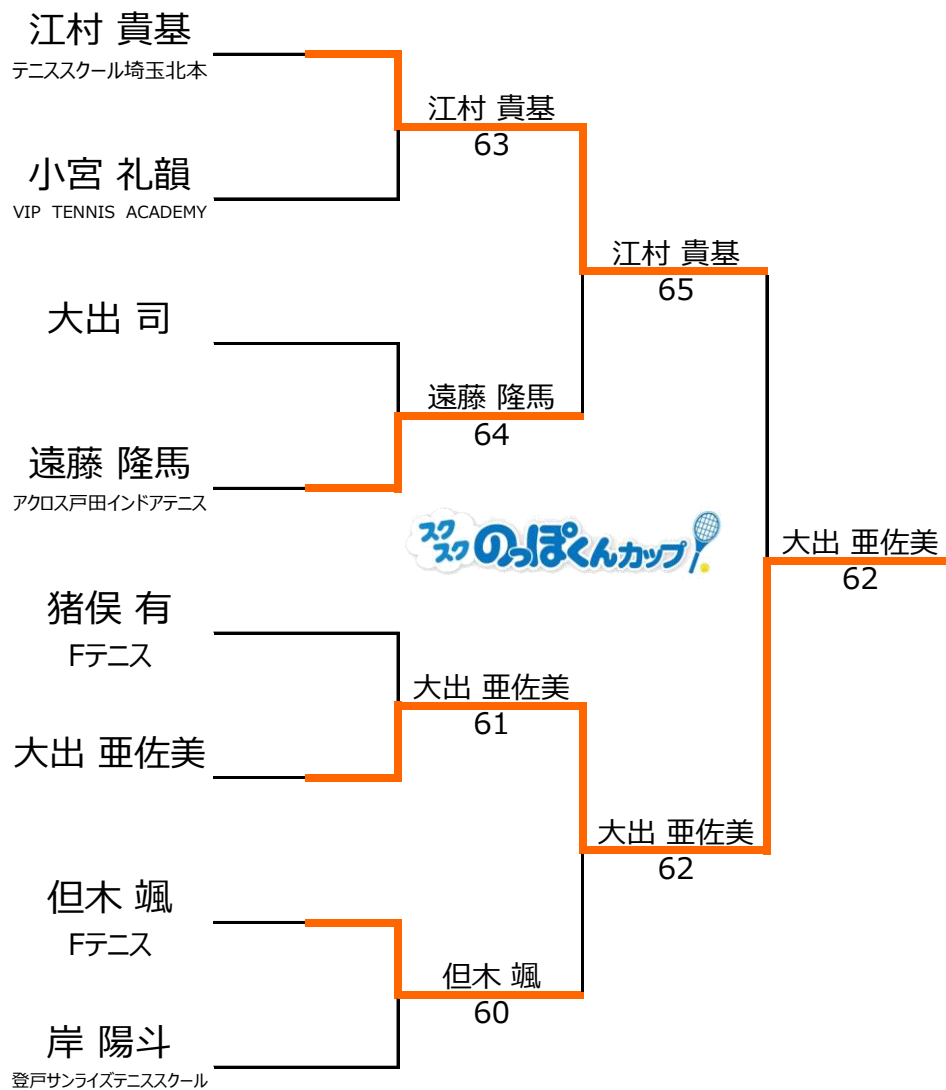 江村 貴基
テニススクール埼玉北本
江村 貴基
63
小宮 礼韻
VIP TENNIS ACADEMY
江村 貴基
65
大出 司
遠藤 隆馬
64
遠藤 隆馬
アクロス戸田インドアテニス
スクスク のっぽくんカップ
大出 亜佐美
62
猪俣 有
Fテニス
大出 亜佐美
61
大出 亜佐美
大出 亜佐美
62
但木 颯
Fテニス
但木 颯
60
岸 陽斗
登戸サンライズテニススクール